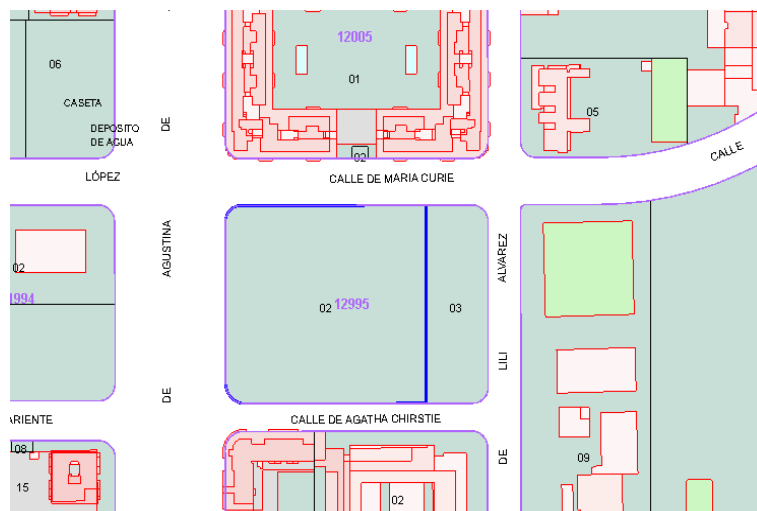 12005
06
01
CASETA
05
DE
DEPOSITO
DE AGUA
02
CALLE
LÓPEZ
CALLE DE MARIA CURIE
AGUSTINA
ALVAREZ
02
1994
02
12995
03
LILI
DE
ARIENTE
CALLE DE AGATHA CHIRSTIE
08
DE
09
15
02